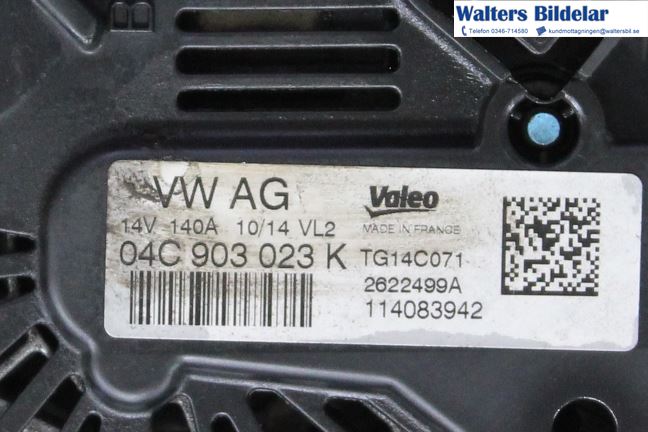 B
Walters Bildelar
Telefon 0346-714580 kundmottagningen@waltersbil.se
VW AG
Valeo
14V 140A 10/14 VL2
MADE IN FRANCE
04C 903 023 K
TG14C071
2622499A
114083942